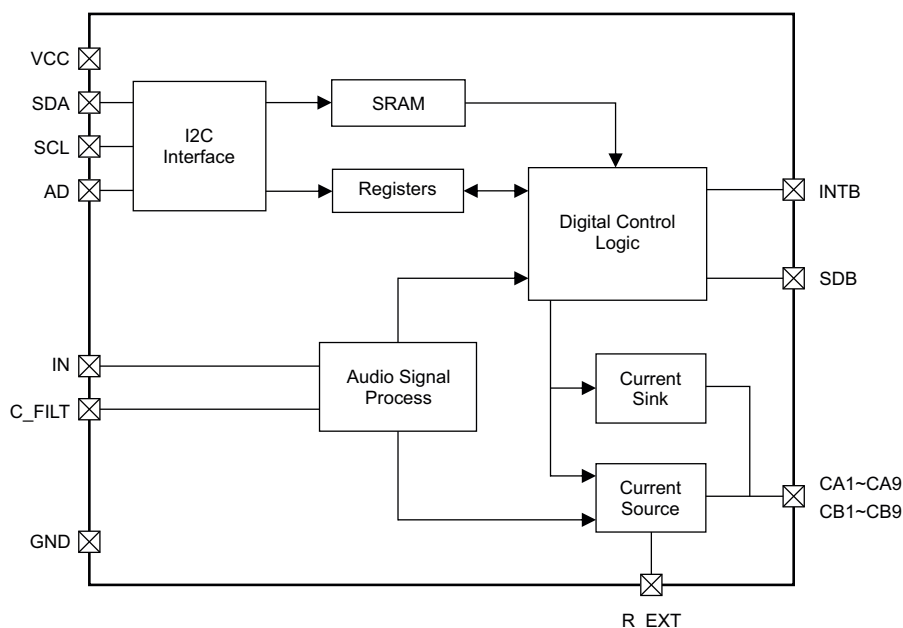 VCC
SDA
SCL
AD
I2C
Interface
SRAM
Registers
Digital Control
Logic
INTB
SDB
IN
C_FILT
Audio Signal
Process
Current
Sink
Current
Source
CA1~CA9
CB1~CB9
GND
R_EXT